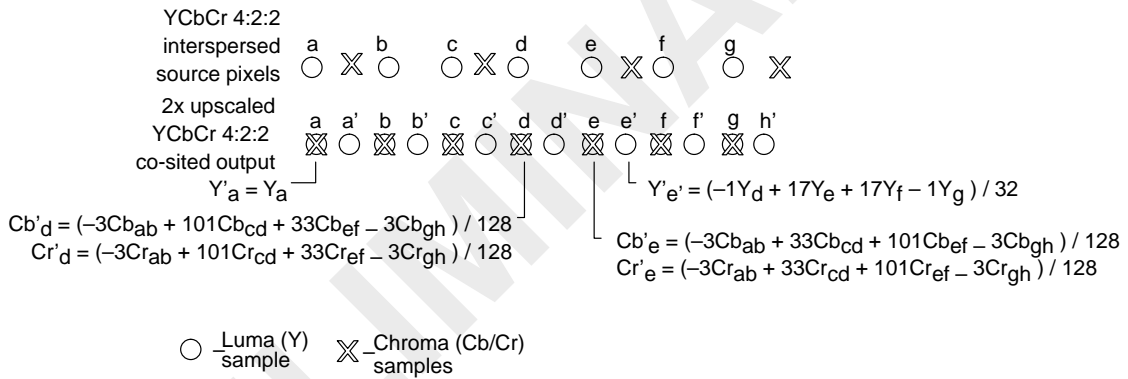 YCbCr 4:2:2
interspersed
source pixels
a b c d e f g
2x upscaled
YCbCr 4:2:2
co-sited output
a a' b b' c c' d d' e e' f f' g h'
Y'a = Ya
Y'e' = (–1Yd + 17Ye + 17Yf – 1Yg) / 32
Cb'd = (–3Cbab + 101Cbcd + 33Cbef – 3Cbgh ) / 128
Cr'd = (–3Crab + 101Crcd + 33Cref – 3Crgh ) / 128
Cb'e = (–3Cbab + 33Cbcd + 101Cbef – 3Cbgh ) / 128
Cr'e = (–3Crab + 33Crcd + 101Cref – 3Crgh ) / 128
– Luma (Y)
sample
– Chroma (Cb/Cr)
samples